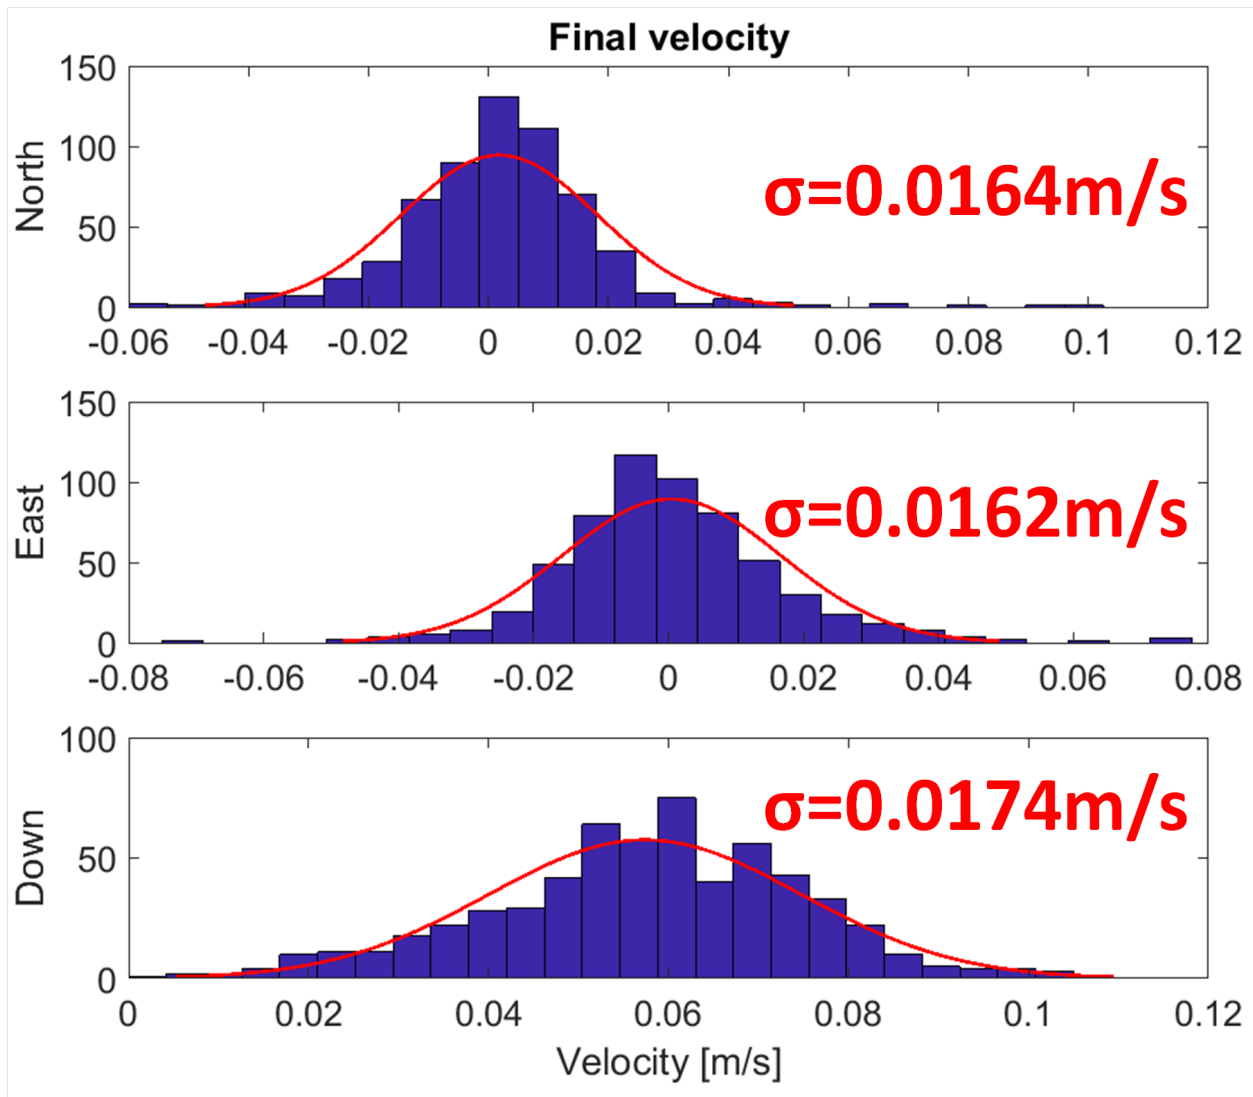 Final velocity
150
100
50
0
North
σ=0.0164m/s
-0.06 -0.04 -0.02 0 0.02 0.04 0.06 0.08 0.1 0.12
150
100
50
0
East
σ=0.0162m/s
-0.08 -0.06 -0.04 -0.02 0 0.02 0.04 0.06 0.08
100
50
0
Down
σ=0.0174m/s
0 0.02 0.04 0.06 0.08 0.1 0.12
Velocity [m/s]